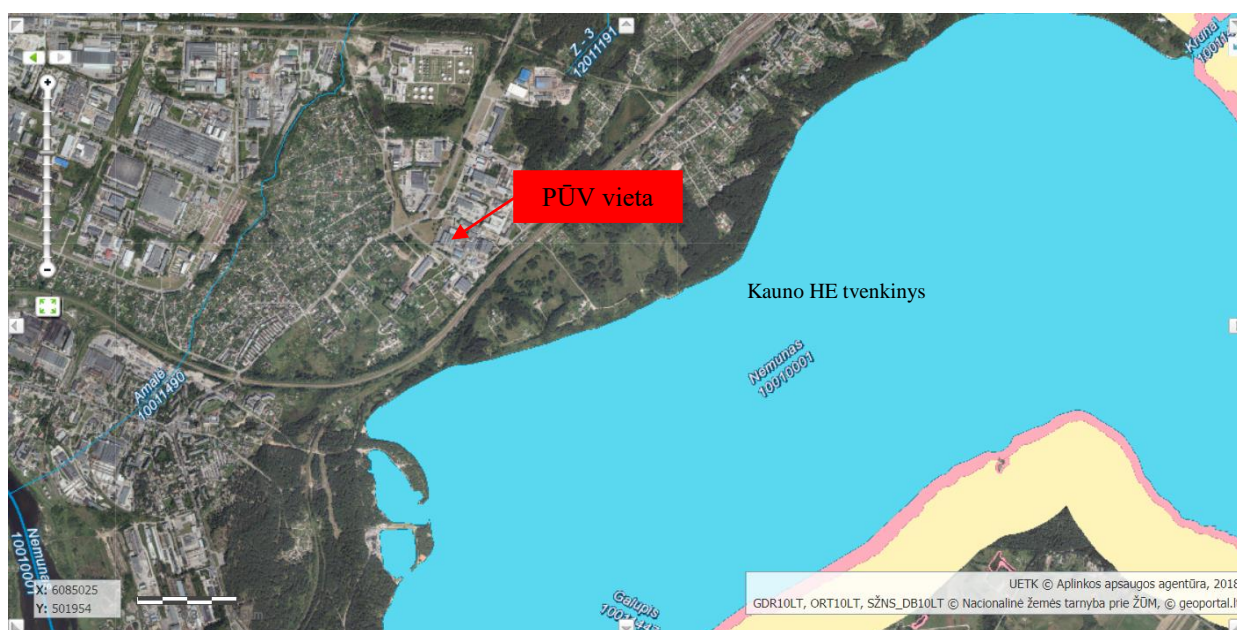 Z - 3
12011191
Kruna
PŪV vieta
Kauno HE tvenkinys
Nemunas
10010001
Amalė
10011490
Nemunas
10010001
X: 6085025
Y: 501954
Galupis
UETK © Aplinkos apsaugos agentūra, 2018
GDR10LT, ORT10LT, SŽNS_DB10LT © Nacionalinė žemės tarnyba prie ŽŪM, © geoportal.lt